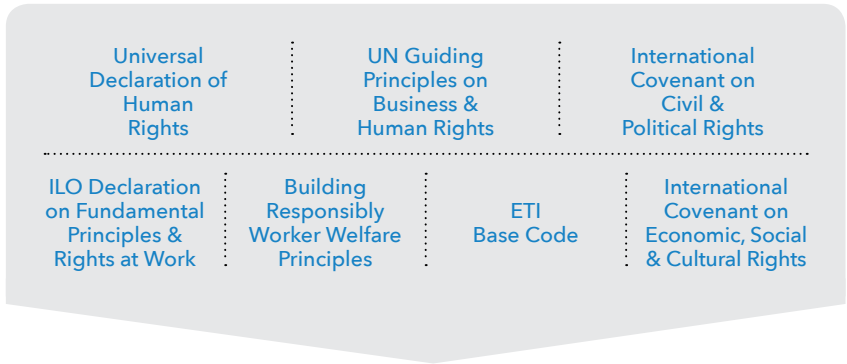 Universal
Declaration of
Human
Rights
UN Guiding
Principles on
Business &
Human Rights
International
Covenant on
Civil &
Political Rights
ILO Declaration
on Fundamental
Principles &
Rights at Work
Building
Responsibly
Worker Welfare
Principles
ETI
Base Code
International
Covenant on
Economic, Social
& Cultural Rights